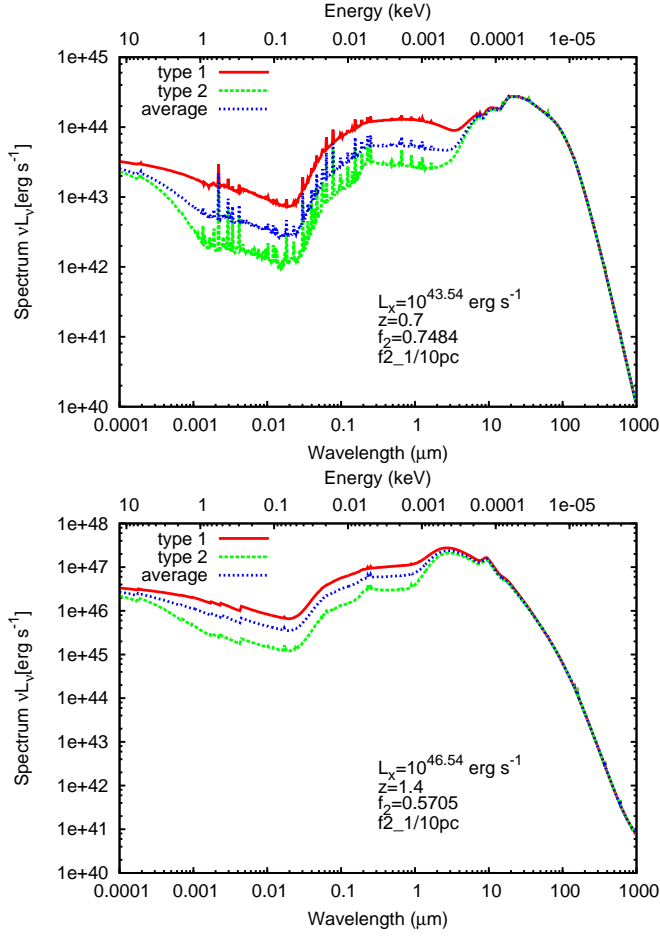 Energy (keV)
10 1 0.1 0.01 0.001 0.0001 1e-05
1e+45
1e+44
1e+43
1e+42
1e+41
1e+40
Spectrum νLν[erg s-1]
type 1
type 2
average
Lx=10^43.54 erg s-1
z=0.7
f2=0.7484
f2_1/10pc
0.0001 0.001 0.01 0.1 1 10 100 1000
Wavelength (μm)
Energy (keV)
10 1 0.1 0.01 0.001 0.0001 1e-05
1e+48
1e+47
1e+46
1e+45
1e+44
1e+43
1e+42
1e+41
1e+40
Spectrum νLν[erg s-1]
type 1
type 2
average
Lx=10^46.54 erg s-1
z=1.4
f2=0.5705
f2_1/10pc
0.0001 0.001 0.01 0.1 1 10 100 1000
Wavelength (μm)